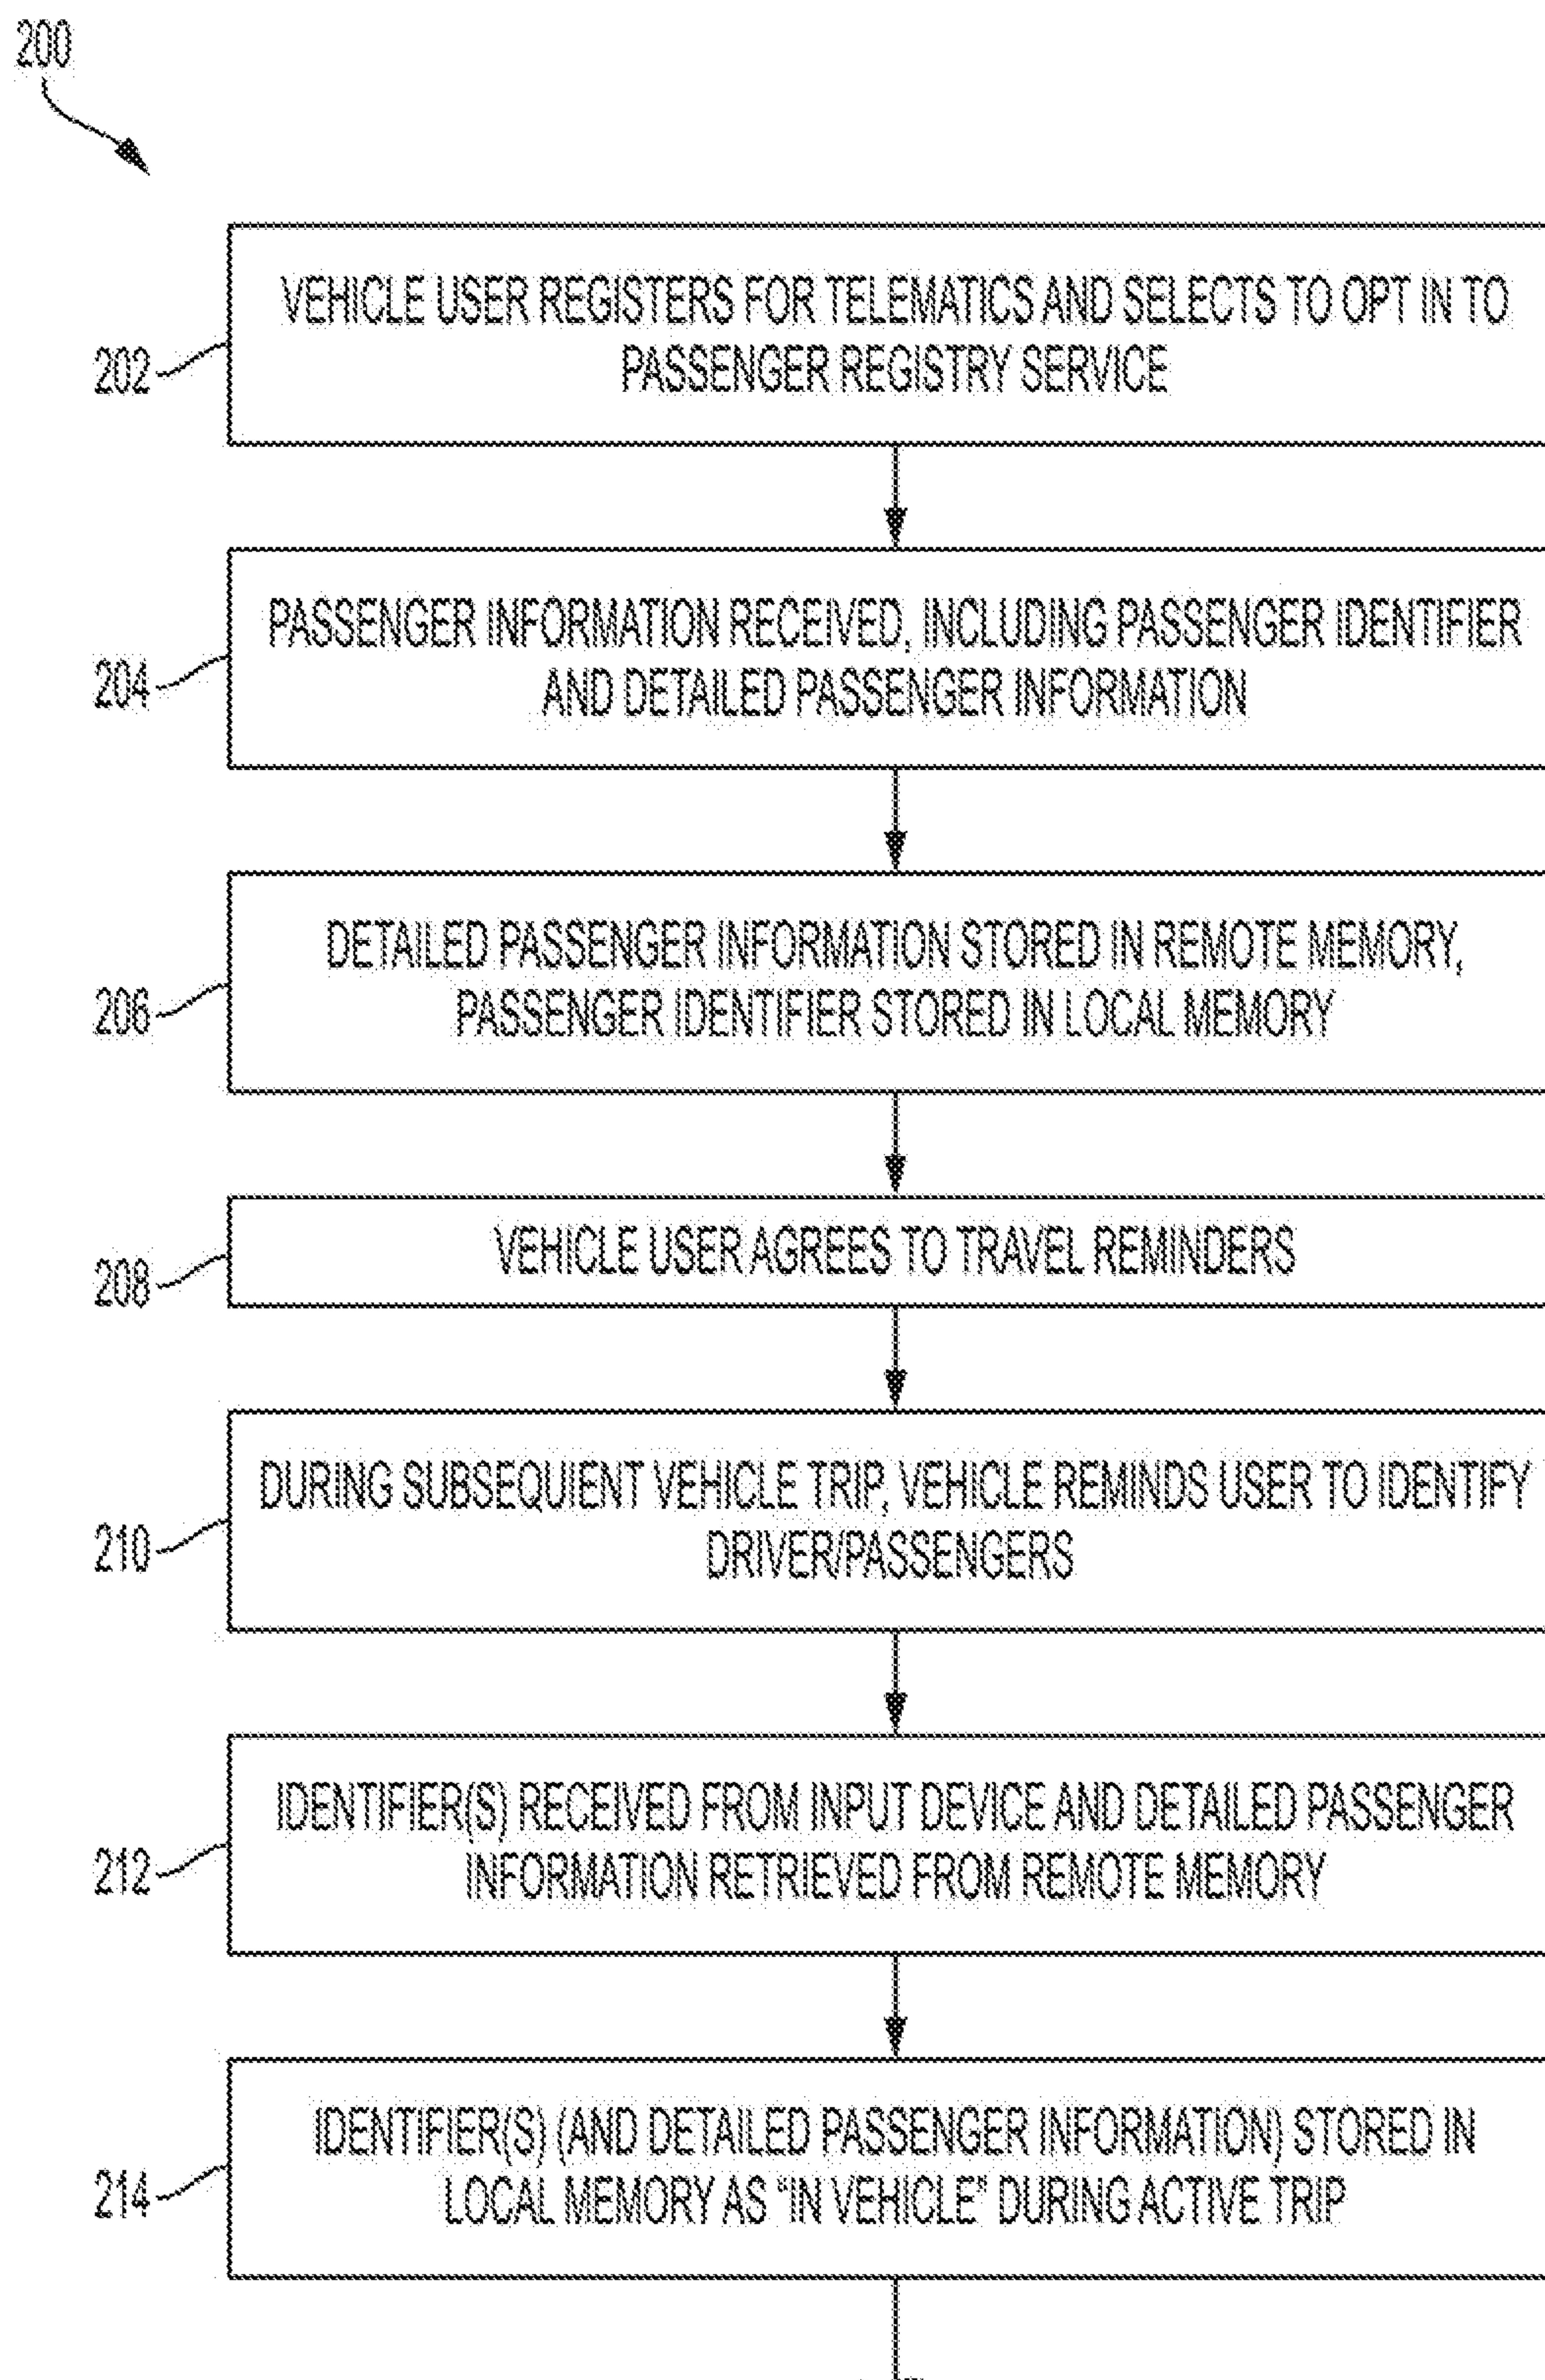 200
202
VEHICLE USER REGISTERS FOR TELEMATICS AND SELECTS TO OPT IN TO
PASSENGER REGISTRY SERVICE
204
PASSENGER INFORMATION RECEIVED, INCLUDING PASSENGER IDENTIFIER
AND DETAILED PASSENGER INFORMATION
206
DETAILED PASSENGER INFORMATION STORED IN REMOTE MEMORY,
PASSENGER IDENTIFIER STORED IN LOCAL MEMORY
208
VEHICLE USER AGREES TO TRAVEL REMINDERS
210
DURING SUBSEQUIENT VEHICLE TRIP, VEHICLE REMINDS USER TO IDENTIFY
DRIVER/PASSENGERS
212
IDENTIFIER(S) RECEIVED FROM INPUT DEVICE AND DETAILED PASSENGER
INFORMATION RETRIEVED FROM REMOTE MEMORY
214
IDENTIFIER(S) (AND DETAILED PASSENGER INFORMATION) STORED IN
LOCAL MEMORY AS “IN VEHICLE” DURING ACTIVE TRIP